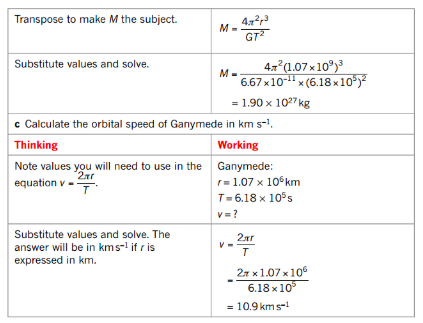 Transpose to make M the subject.
M = 4π²r³ / GT²
Substitute values and solve.
M = 4π²(1.07 × 10⁹)³ / 6.67 × 10⁻¹¹ × (6.18 × 10⁵)²
= 1.90 × 10²⁷ kg
c Calculate the orbital speed of Ganymede in km s⁻¹.
Thinking
Working
Note values you will need to use in the
equation v = 2πr / T.
Ganymede:
r = 1.07 × 10⁶ km
T = 6.18 × 10⁵ s
v = ?
Substitute values and solve. The
answer will be in km s⁻¹ if r is
expressed in km.
v = 2πr / T
= 2π × 1.07 × 10⁶ / 6.18 × 10⁵
= 10.9 km s⁻¹